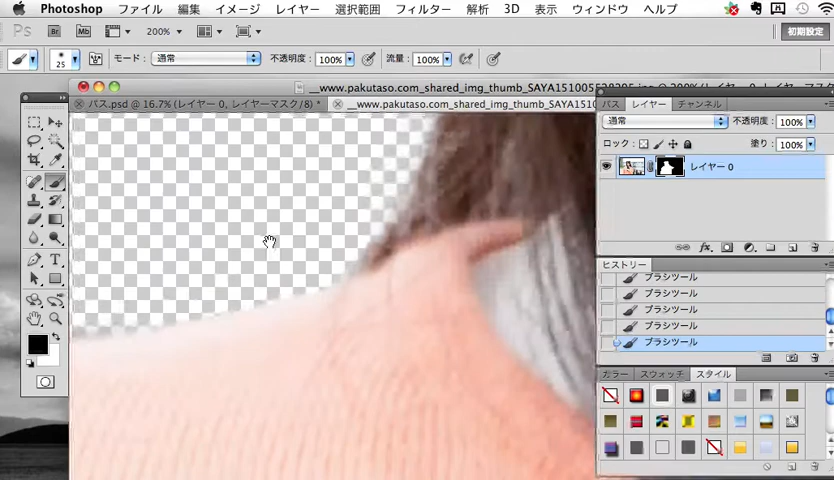 Photoshop ファイル 編集 イメージ レイヤー 選択範囲 フィルター 解析 3D 表示 ウィンドウ ヘルプ
Ps Br Mb 200% 初期設定
25 モード： 通常 不透明度： 100% 流量： 100%
バス.psd @ 16.7% (レイヤー 0, レイヤーマスク/8) *
__www.pakutaso.com_shared_img_thumb_SAYA151005
パス レイヤー チャンネル
通常 不透明度： 100%
ロック： 塗り： 100%
レイヤー 0
fx
ヒストリー
ブラシツール
ブラシツール
ブラシツール
ブラシツール
ブラシツール
カラー スウォッチ スタイル
T